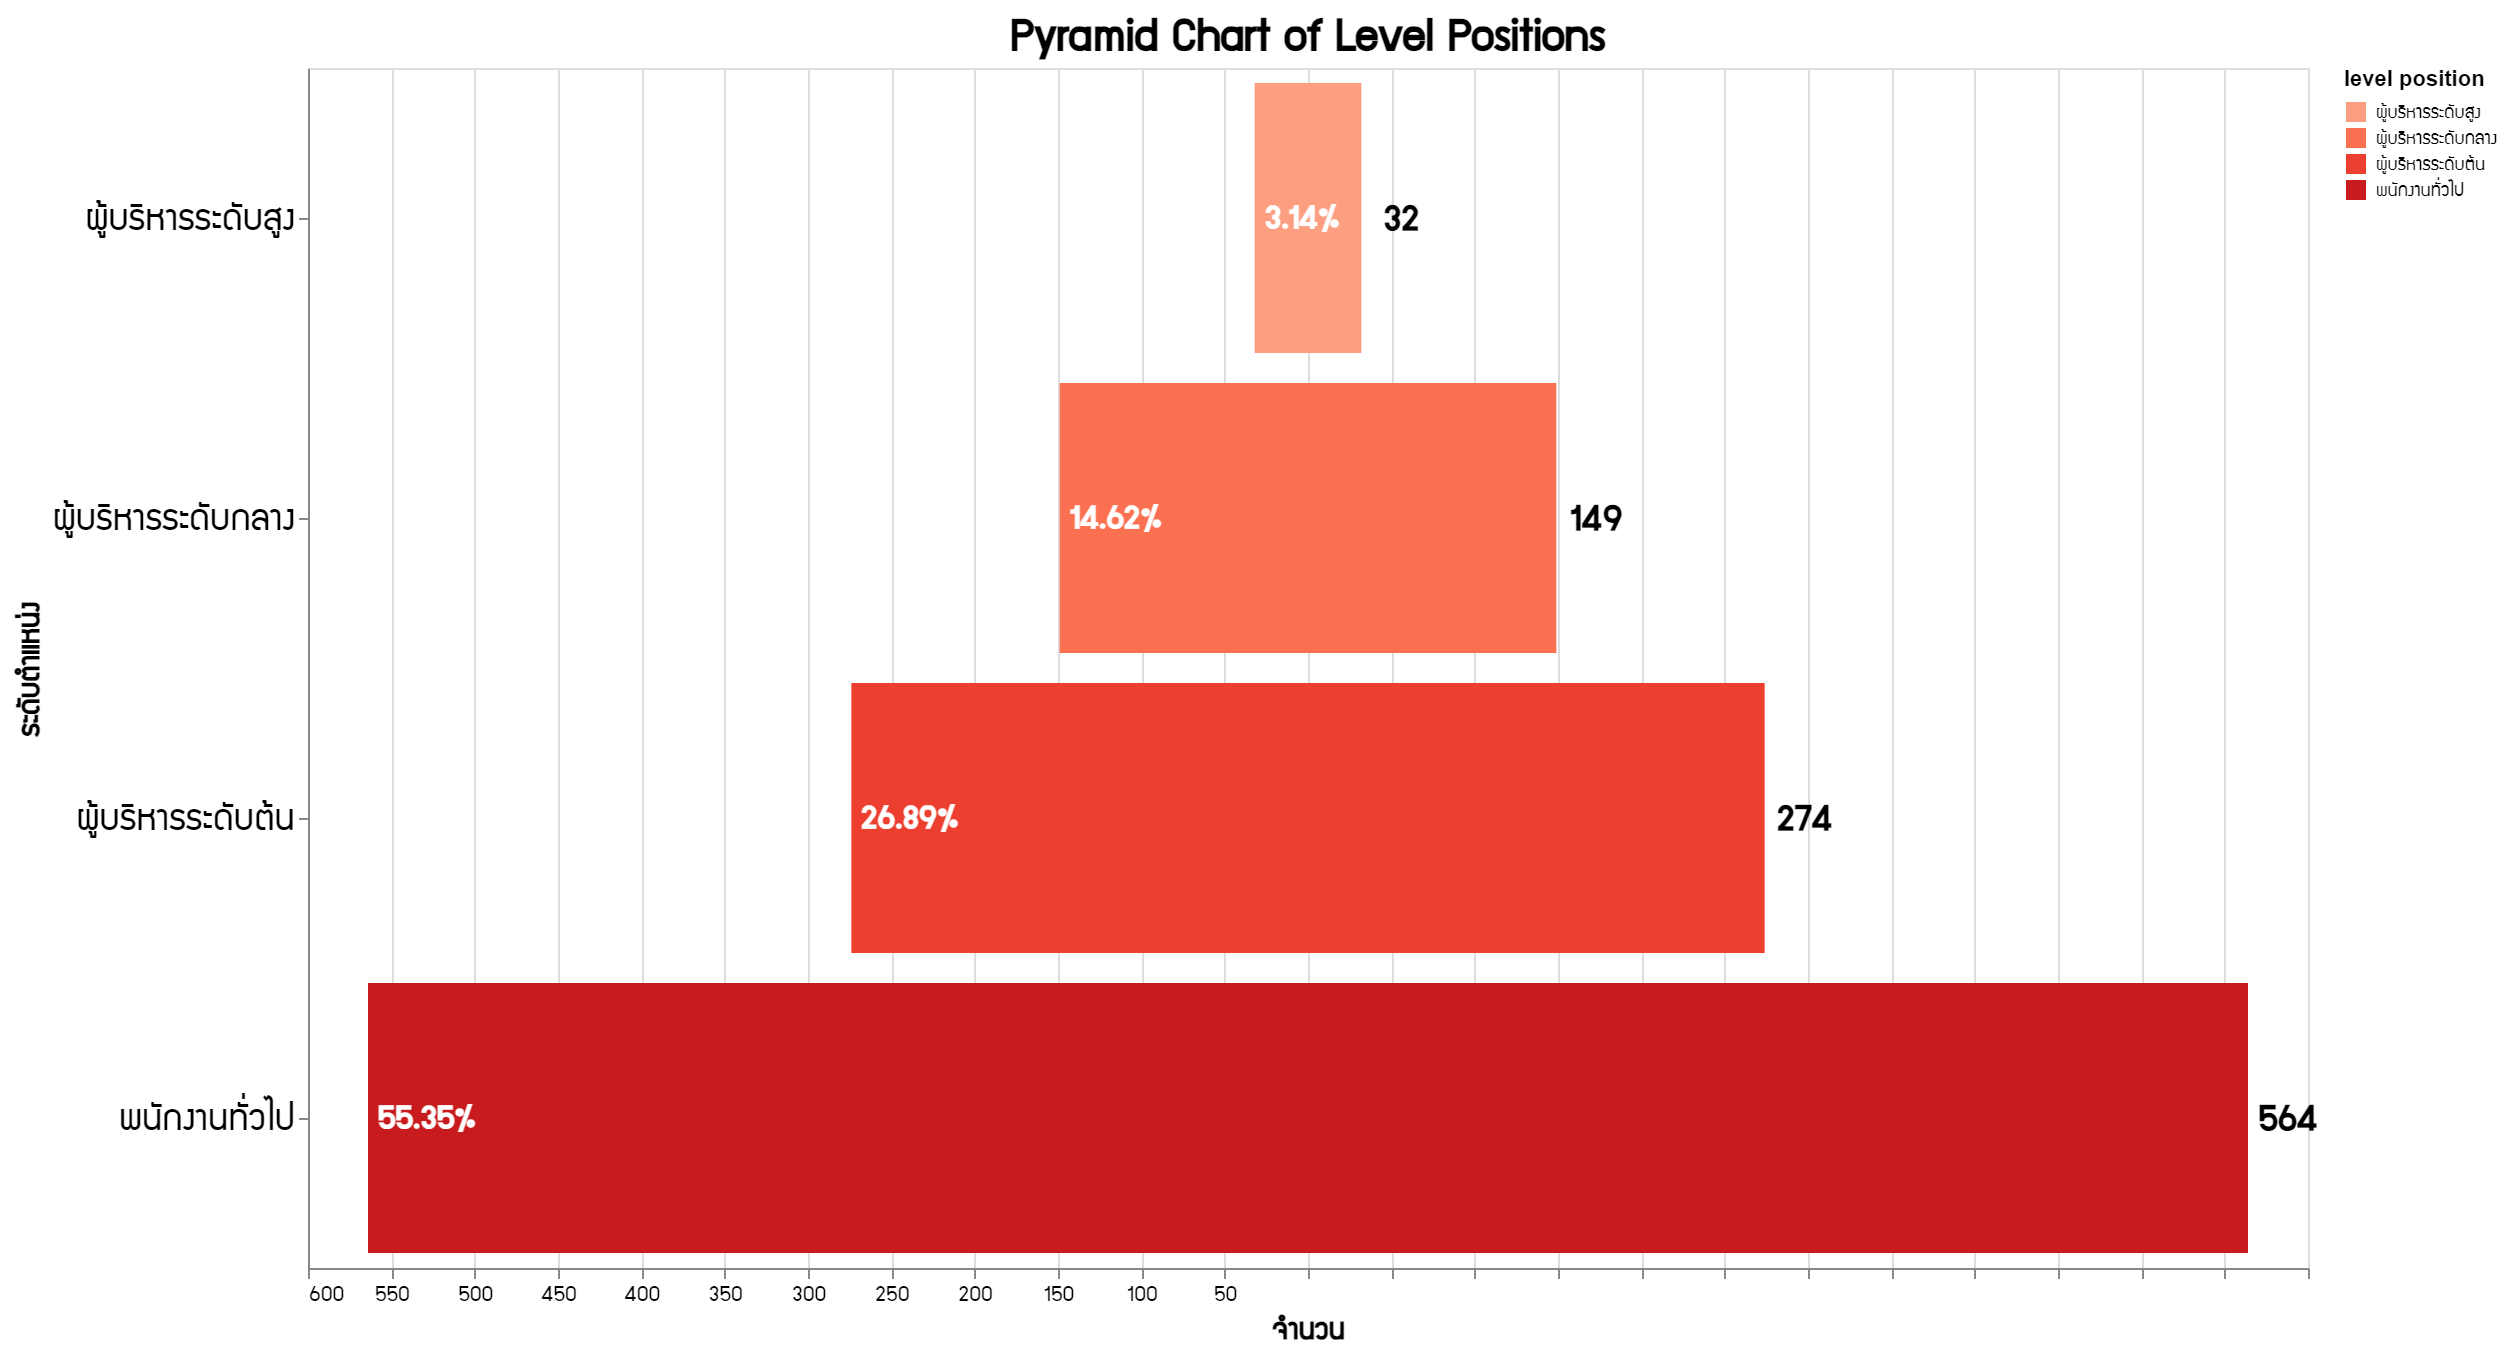 Pyramid Chart of Level Positions
level position
ผู้บริหารระดับสูง
ผู้บริหารระดับกลาง
ผู้บริหารระดับต้น
พนักงานทั่วไป
ระดับตำแหน่ง
ผู้บริหารระดับสูง
3.14%
32
ผู้บริหารระดับกลาง
14.62%
149
ผู้บริหารระดับต้น
26.89%
274
พนักงานทั่วไป
55.35%
564
600 550 500 450 400 350 300 250 200 150 100 50
จำนวน